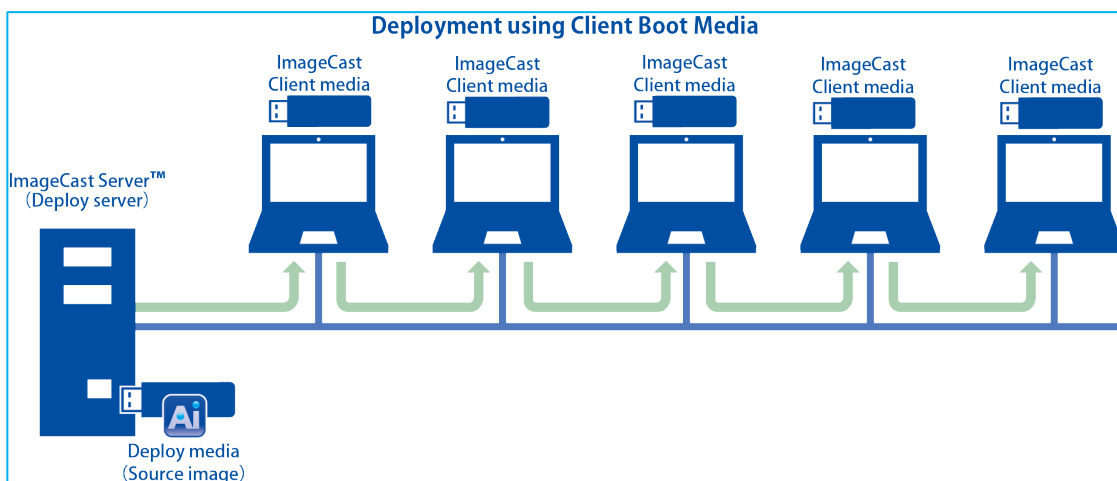 Deployment using Client Boot Media
ImageCast
Client media
ImageCast
Client media
ImageCast
Client media
ImageCast
Client media
ImageCast
Client media
ImageCast Server™
(Deploy server)
Ai
Deploy media
(Source image)